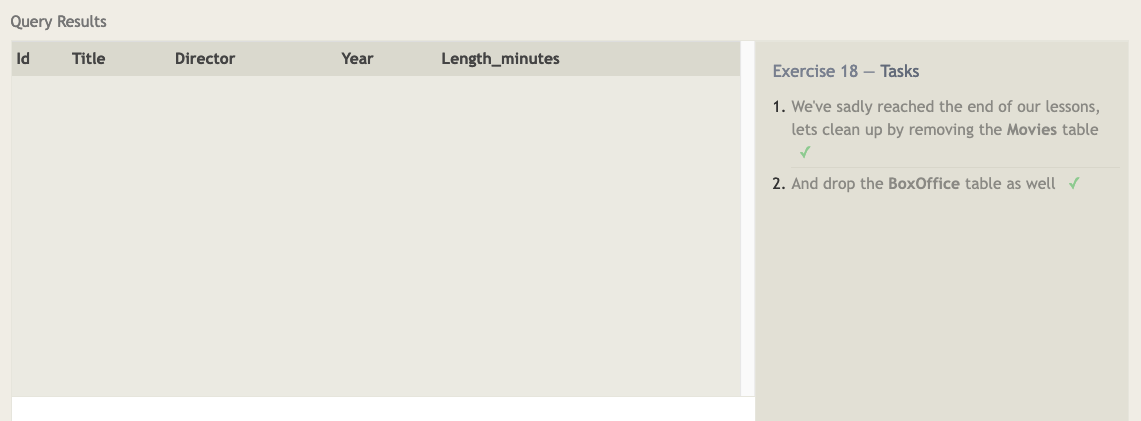 Query Results
Id Title Director Year Length_minutes
Exercise 18 — Tasks
1. We've sadly reached the end of our lessons,
lets clean up by removing the Movies table
✓
2. And drop the BoxOffice table as well ✓